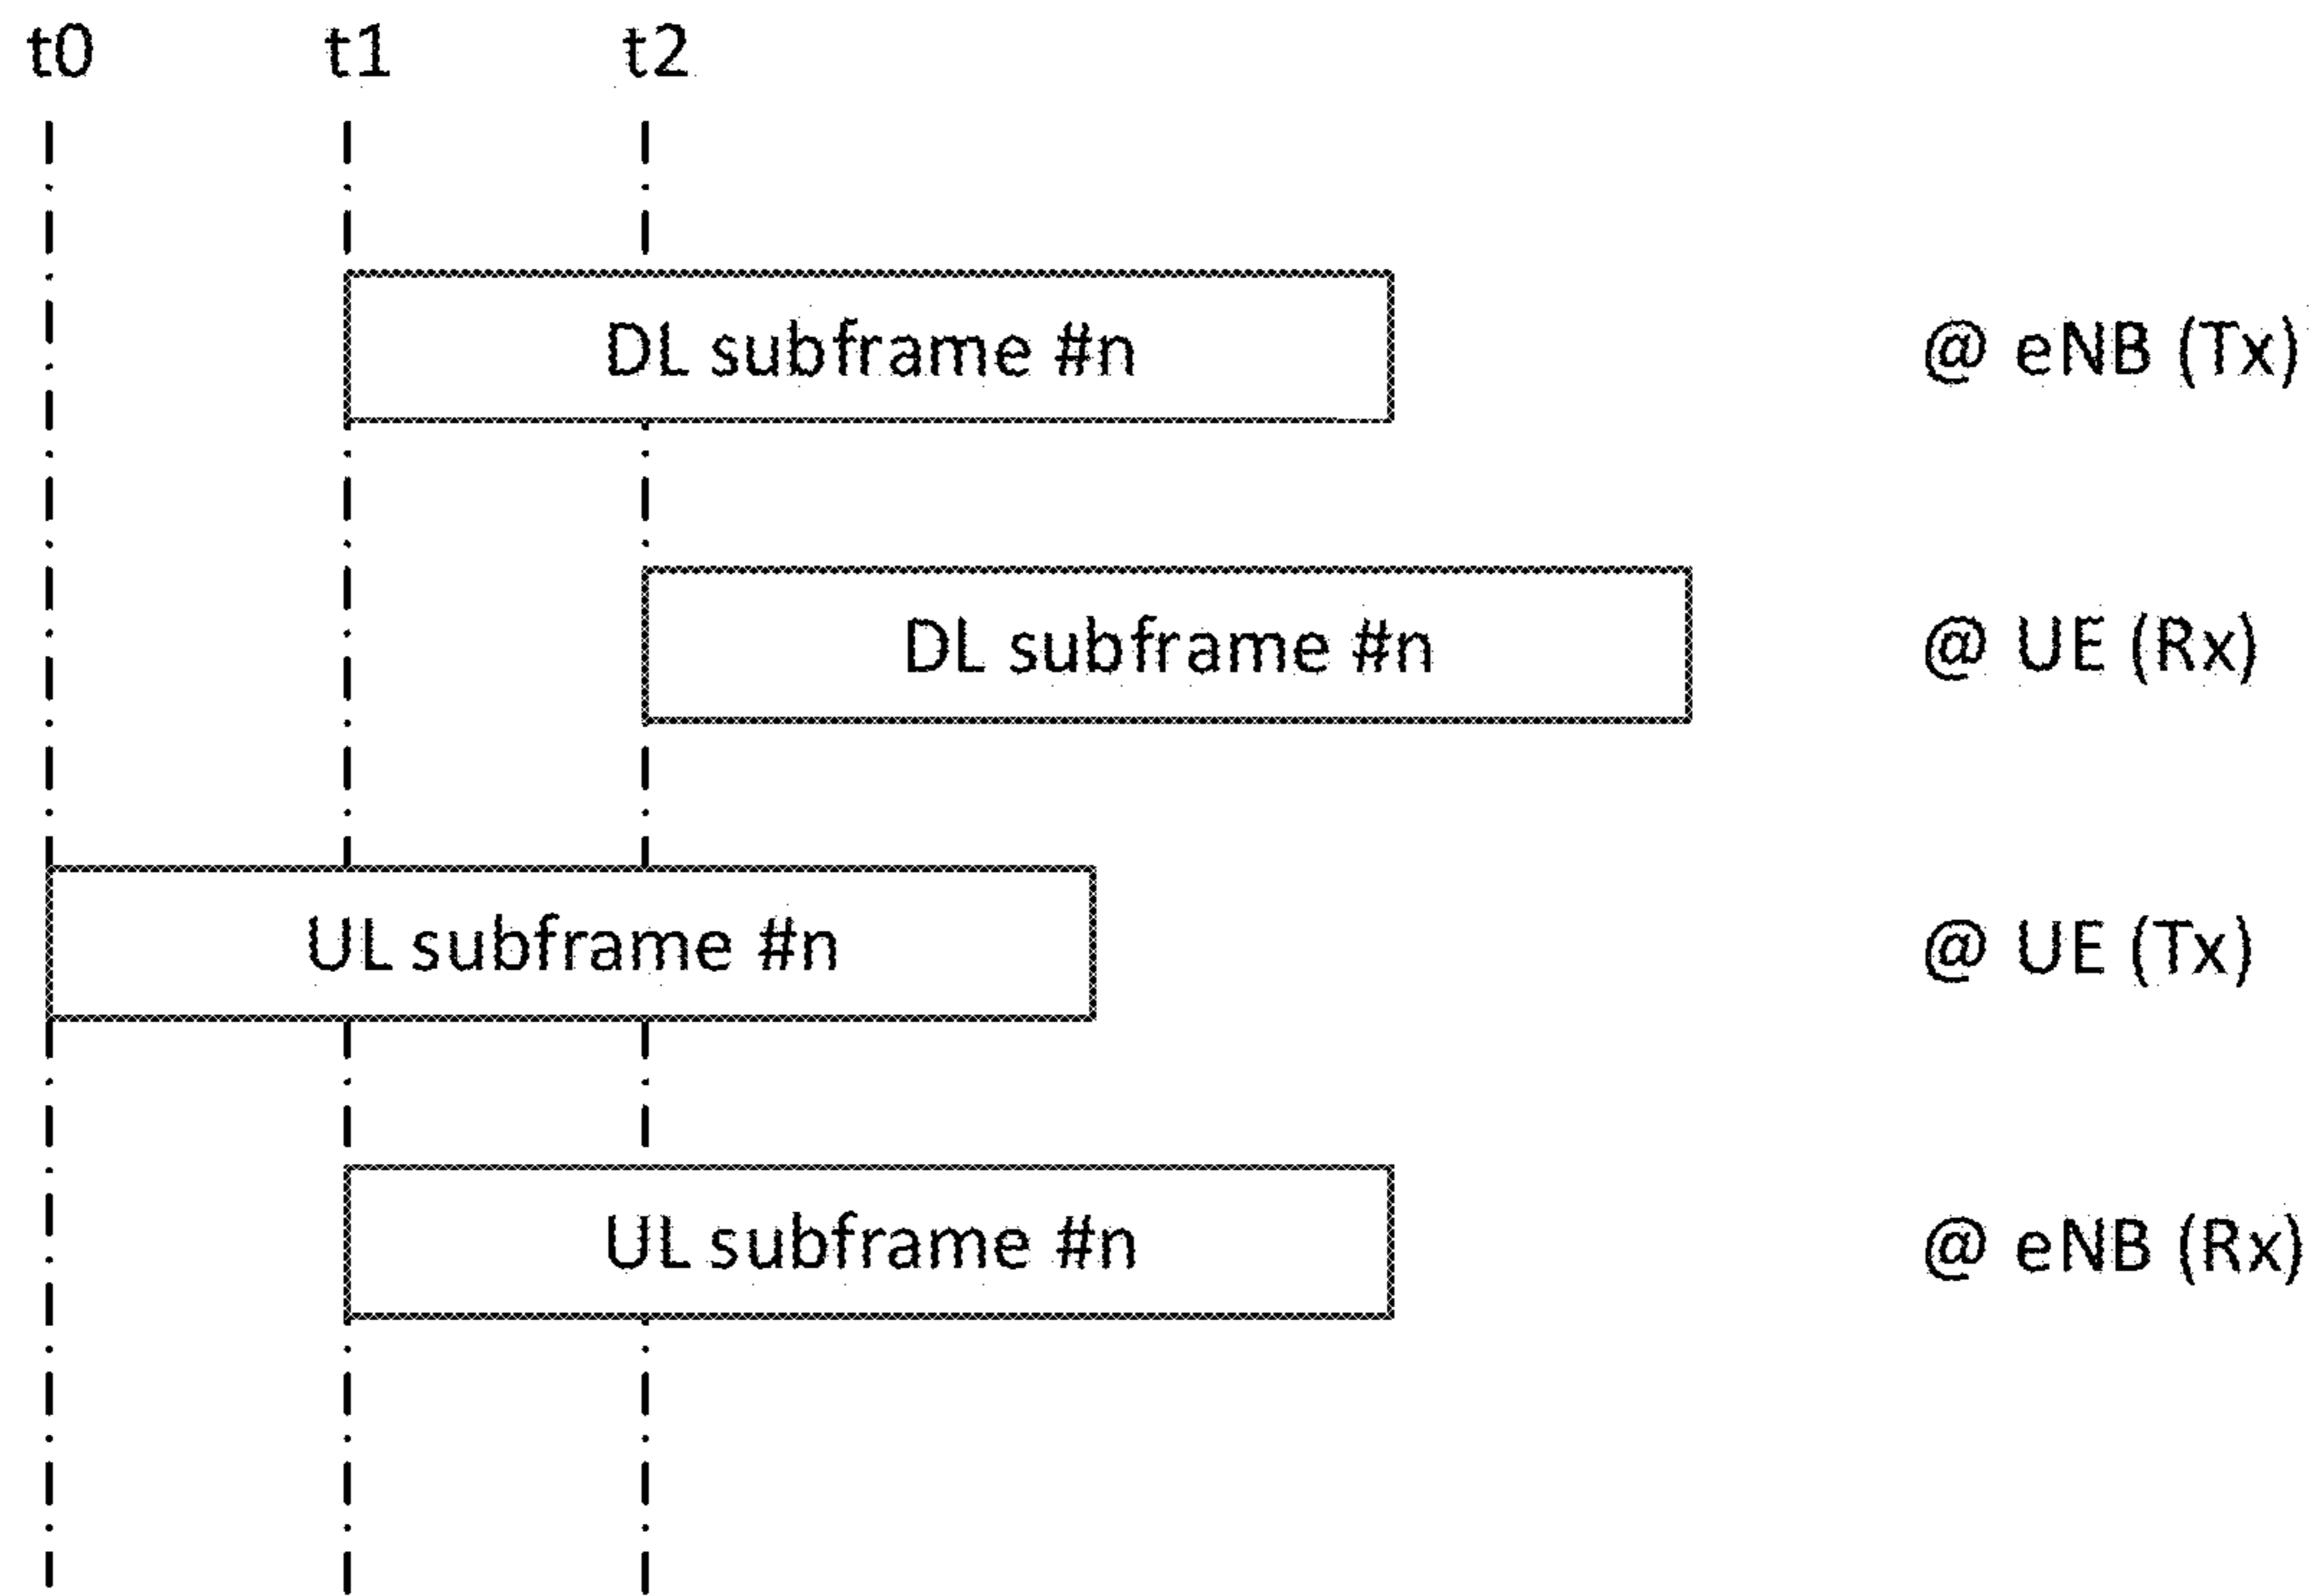 t0 t1 t2
DL subframe #n @ eNB (Tx)
DL subframe #n @ UE (Rx)
UL subframe #n @ UE (Tx)
UL subframe #n @ eNB (Rx)